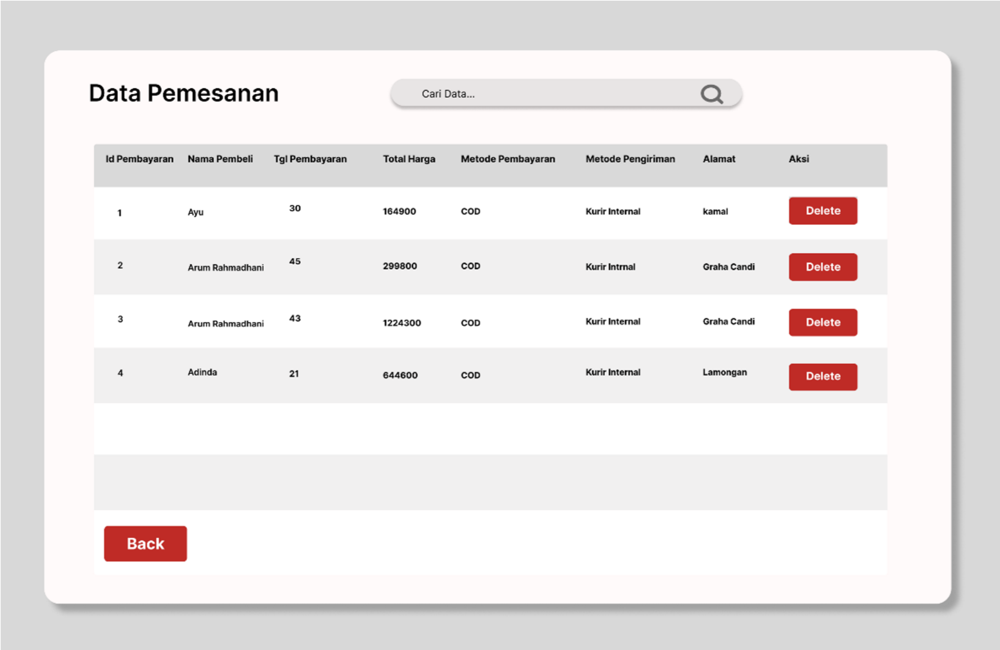 Data Pemesanan
Cari Data...
Id Pembayaran Nama Pembeli Tgl Pembayaran Total Harga Metode Pembayaran Metode Pengiriman Alamat Aksi
1 Ayu 30 164900 COD Kurir Internal kamal Delete
2 Arum Rahmadhani 45 299800 COD Kurir Intrnal Graha Candi Delete
3 Arum Rahmadhani 43 1224300 COD Kurir Internal Graha Candi Delete
4 Adinda 21 644600 COD Kurir Internal Lamongan Delete
Back